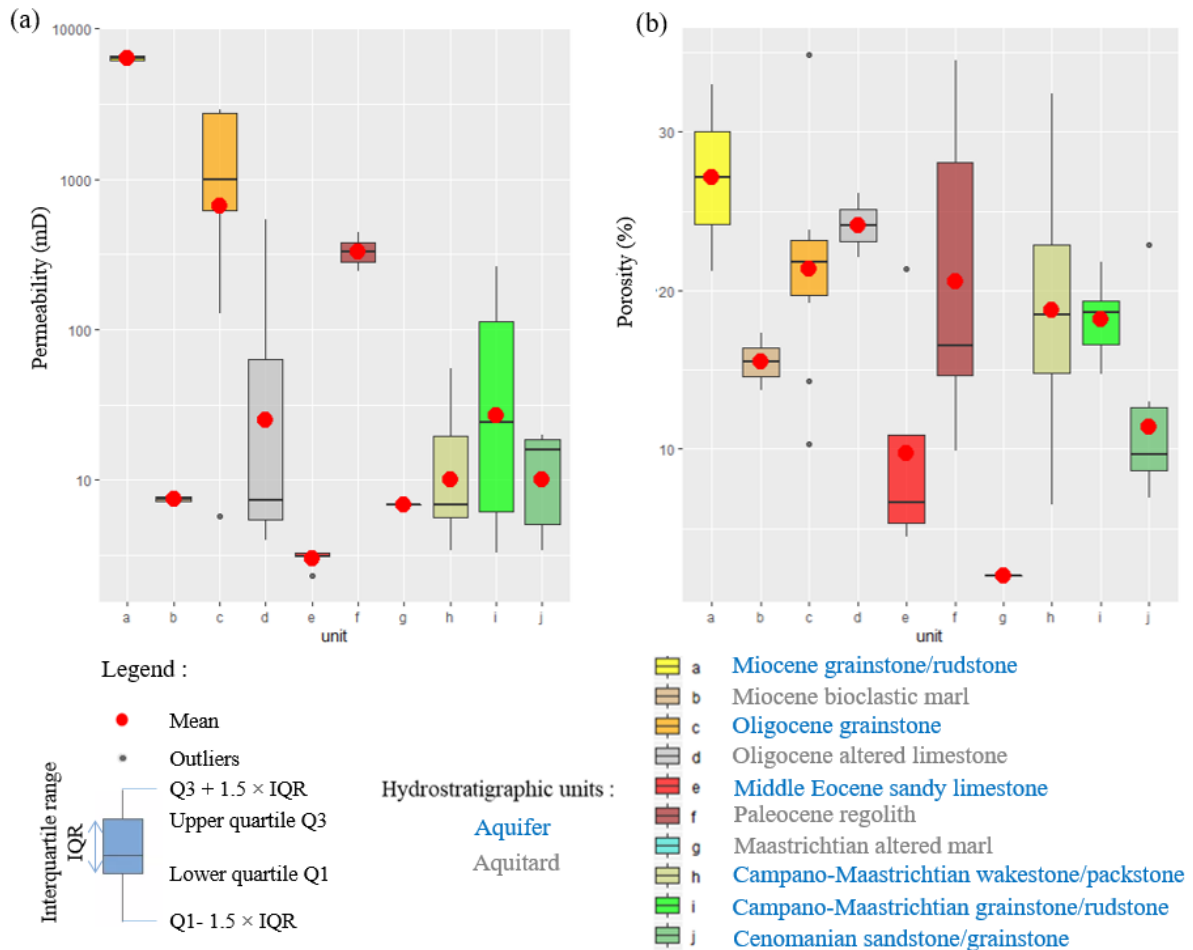 (a)
10000
1000
100
10
Permeability (mD)
a b c d e f g h i j
unit
(b)
30
20
10
Porosity (%)
a b c d e f g h i j
unit
Legend :
Mean
Outliers
Q3 + 1.5 × IQR
Upper quartile Q3
Lower quartile Q1
Q1- 1.5 × IQR
Interquartile range
IQR
Hydrostratigraphic units :
Aquifer
Aquitard
a Miocene grainstone/rudstone
b Miocene bioclastic marl
c Oligocene grainstone
d Oligocene altered limestone
e Middle Eocene sandy limestone
f Paleocene regolith
g Maastrichtian altered marl
h Campano-Maastrichtian wakestone/packstone
i Campano-Maastrichtian grainstone/rudstone
j Cenomanian sandstone/grainstone